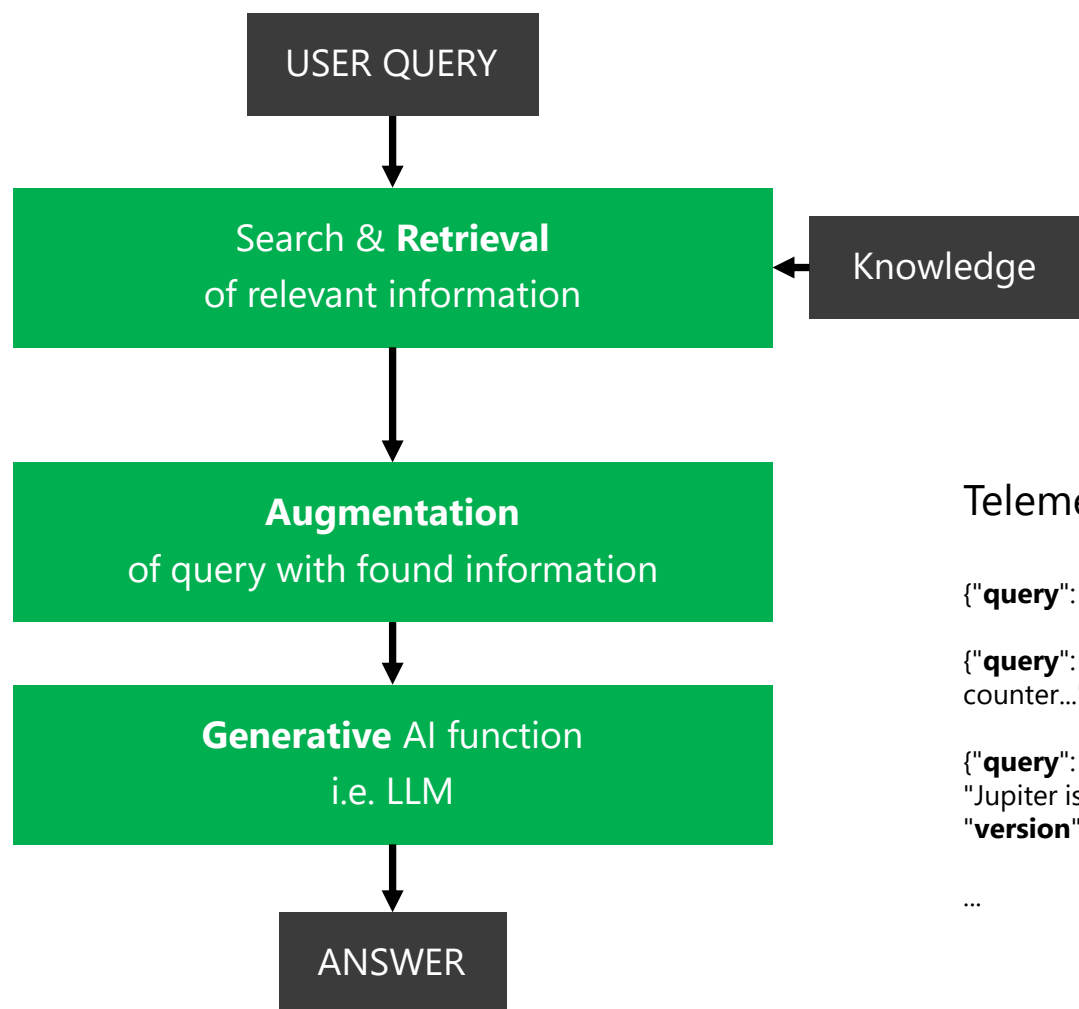 USER QUERY
Search & Retrieval
of relevant information
Knowledge
Augmentation
of query with found information
Generative AI function
i.e. LLM
ANSWER
{"query":
{"query":
counter..."
{"query":
"Jupiter is
"version"
...